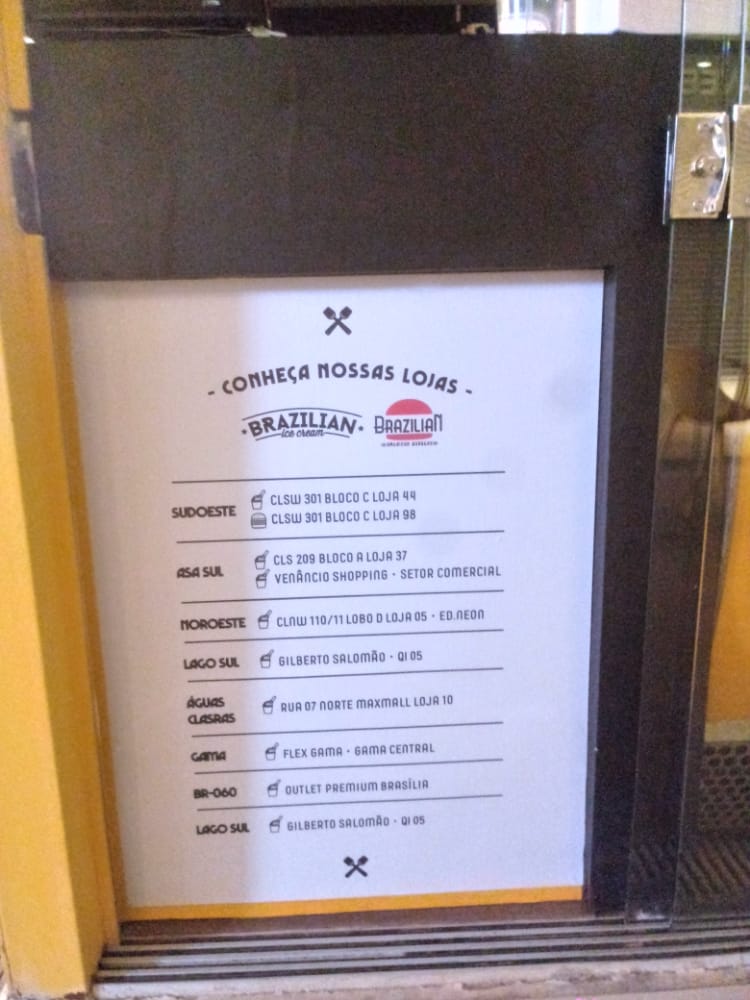 - CONHEÇA NOSSAS LOJAS -
BRAZILIAN
ice cream
BRAZILIAN
SUDOESTE
CLSW 301 BLOCO C LOJA 44
CLSW 301 BLOCO C LOJA 98
ASA SUL
CLS 209 BLOCO A LOJA 37
VENÂNCIO SHOPPING - SETOR COMERCIAL
NOROESTE
CLNW 110/11 LOBO D LOJA 05 - ED.NEON
LAGO SUL
GILBERTO SALOMÃO - QI 05
ÁGUAS
CLASRAS
RUA 07 NORTE MAXMALL LOJA 10
GAMA
FLEX GAMA - GAMA CENTRAL
BR-060
OUTLET PREMIUM BRASÍLIA
LAGO SUL
GILBERTO SALOMÃO - QI 05